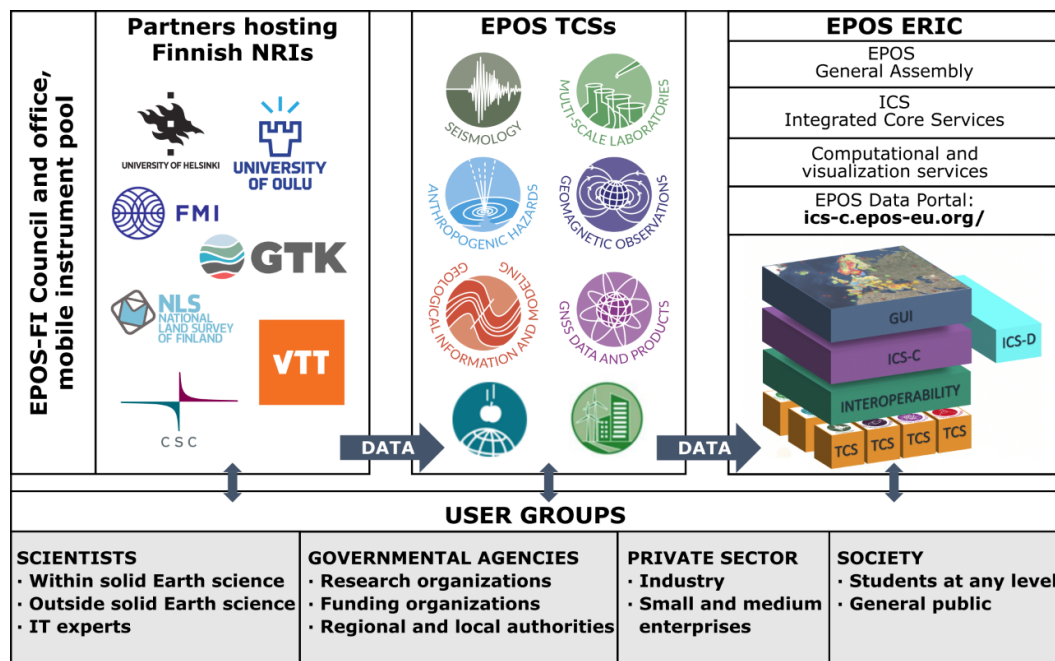 EPOS-FI Council and office,
mobile instrument pool
Partners hosting
Finnish NRIs
UNIVERSITY OF HELSINKI
UNIVERSITY
OF OULU
FMI
GTK
NLS
NATIONAL
LAND SURVEY
OF FINLAND
VTT
CSC
DATA
EPOS TCSs
SEISMOLOGY
MULTI-SCALE LABORATORIES
ANTHROPOGENIC HAZARDS
GEOMAGNETIC OBSERVATIONS
GEOLOGICAL INFORMATION AND MODELING
GNSS DATA AND PRODUCTS
DATA
EPOS ERIC
EPOS
General Assembly
ICS
Integrated Core Services
Computational and
visualization services
EPOS Data Portal:
ics-c.epos-eu.org/
GUI
ICS-D
ICS-C
INTEROPERABILITY
TCS
TCS
TCS
TCS
USER GROUPS
SCIENTISTS
· Within solid Earth science
· Outside solid Earth science
· IT experts
GOVERNMENTAL AGENCIES
· Research organizations
· Funding organizations
· Regional and local authorities
PRIVATE SECTOR
· Industry
· Small and medium
enterprises
SOCIETY
· Students at any level
· General public